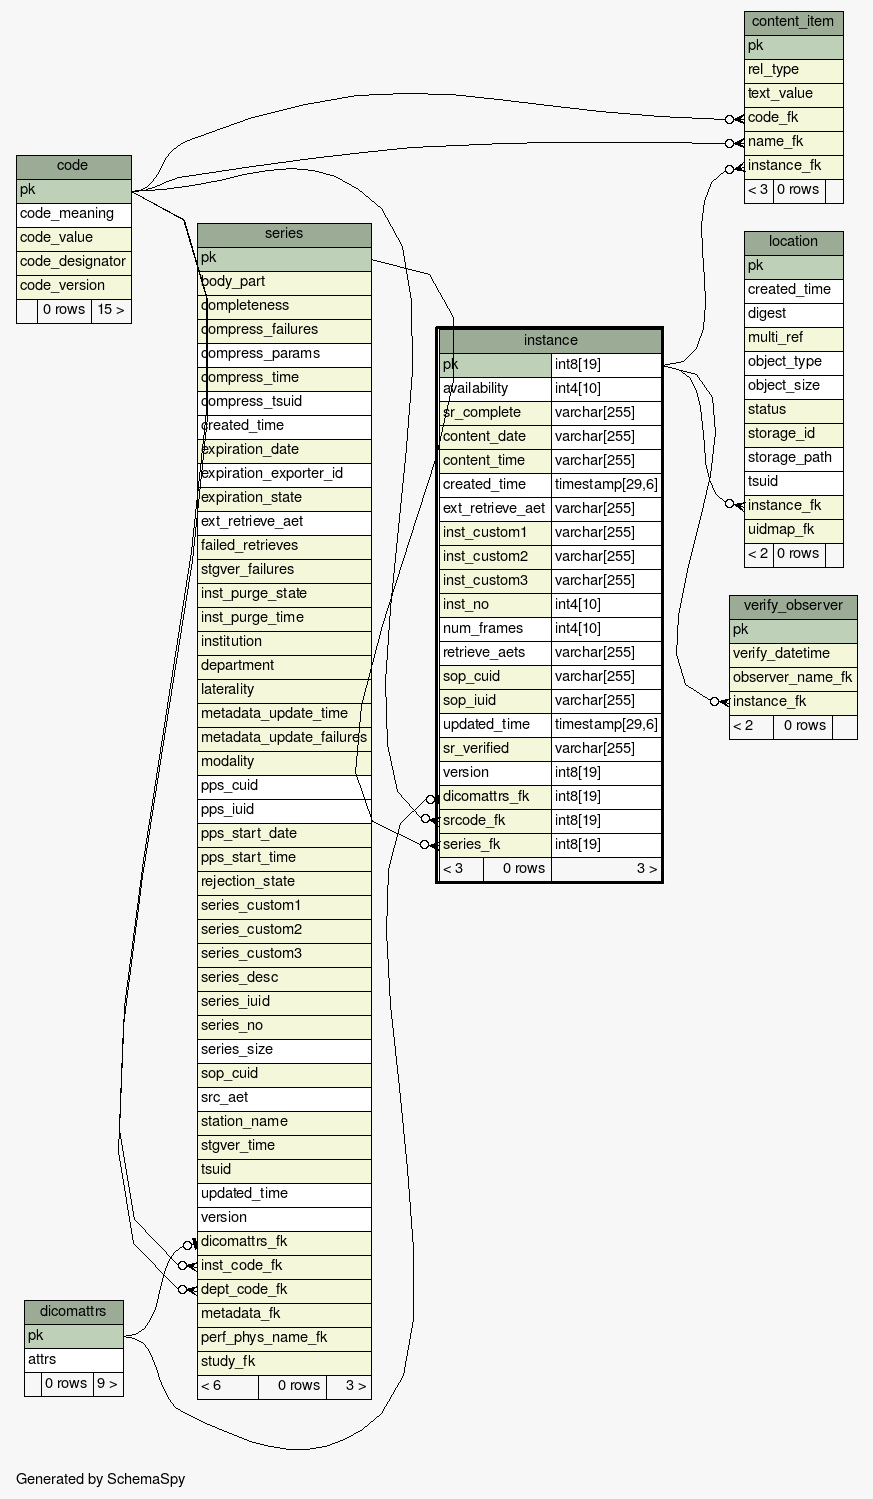 content_item
pk
rel_type
text_value
code_fk
name_fk
instance_fk
< 3 0 rows
code
pk
code_meaning
code_value
code_designator
code_version
0 rows 15 >
series
pk
body_part
completeness
compress_failures
compress_params
compress_time
compress_tsuid
created_time
expiration_date
expiration_exporter_id
expiration_state
ext_retrieve_aet
failed_retrieves
stgver_failures
inst_purge_state
inst_purge_time
institution
department
laterality
metadata_update_time
metadata_update_failures
modality
pps_cuid
pps_iuid
pps_start_date
pps_start_time
rejection_state
series_custom1
series_custom2
series_custom3
series_desc
series_iuid
series_no
series_size
sop_cuid
src_aet
station_name
stgver_time
tsuid
updated_time
version
dicomattrs_fk
inst_code_fk
dept_code_fk
metadata_fk
perf_phys_name_fk
study_fk
< 6 0 rows 3 >
instance
pk int8[19]
availability int4[10]
sr_complete varchar[255]
content_date varchar[255]
content_time varchar[255]
created_time timestamp[29,6]
ext_retrieve_aet varchar[255]
inst_custom1 varchar[255]
inst_custom2 varchar[255]
inst_custom3 varchar[255]
inst_no int4[10]
num_frames int4[10]
retrieve_aets varchar[255]
sop_cuid varchar[255]
sop_iuid varchar[255]
updated_time timestamp[29,6]
sr_verified varchar[255]
version int8[19]
dicomattrs_fk int8[19]
srcode_fk int8[19]
series_fk int8[19]
< 3 0 rows 3 >
location
pk
created_time
digest
multi_ref
object_type
object_size
status
storage_id
storage_path
tsuid
instance_fk
uidmap_fk
< 2 0 rows
verify_observer
pk
verify_datetime
observer_name_fk
instance_fk
< 2 0 rows
dicomattrs
pk
attrs
0 rows 9 >
Generated by SchemaSpy